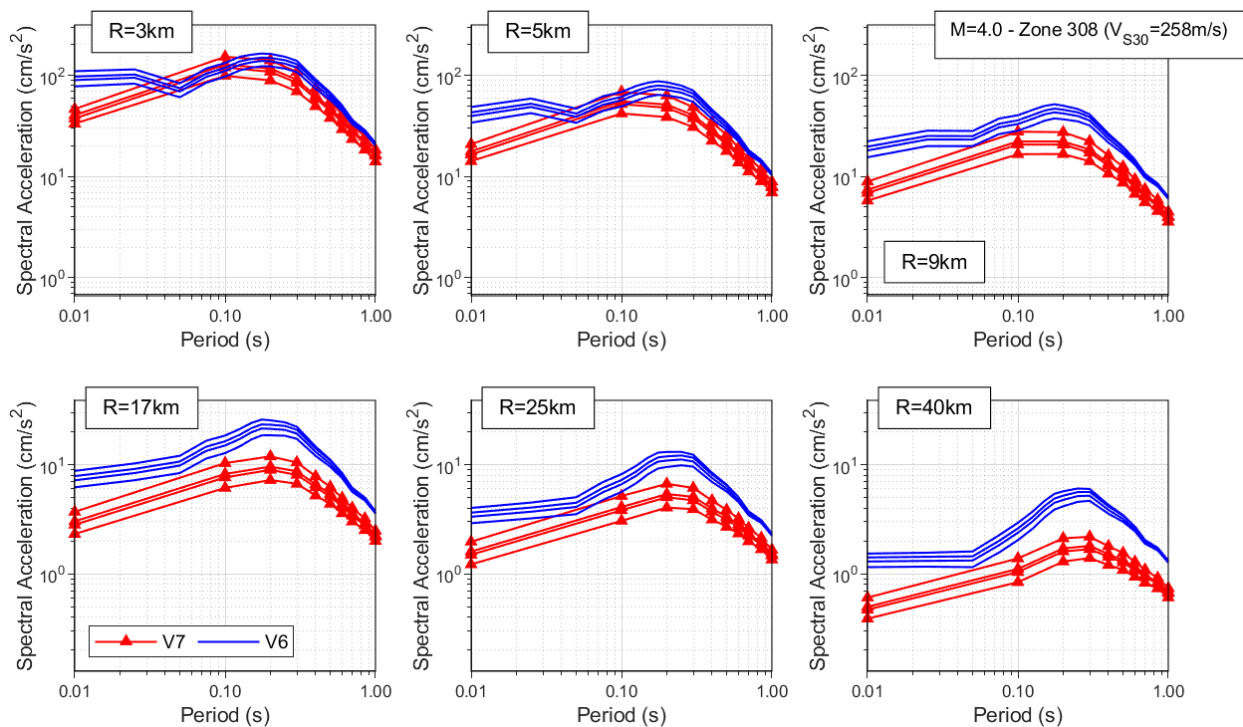 R=3km
R=5km
M=4.0 - Zone 308 (V_S30=258m/s)
Spectral Acceleration (cm/s²)
10²
10¹
10⁰
0.01 0.10 1.00
Period (s)
Spectral Acceleration (cm/s²)
10²
10¹
10⁰
0.01 0.10 1.00
Period (s)
Spectral Acceleration (cm/s²)
10²
10¹
10⁰
R=9km
0.01 0.10 1.00
Period (s)
R=17km
Spectral Acceleration (cm/s²)
10¹
10⁰
V7 V6
0.01 0.10 1.00
Period (s)
R=25km
Spectral Acceleration (cm/s²)
10¹
10⁰
0.01 0.10 1.00
Period (s)
R=40km
Spectral Acceleration (cm/s²)
10¹
10⁰
0.01 0.10 1.00
Period (s)